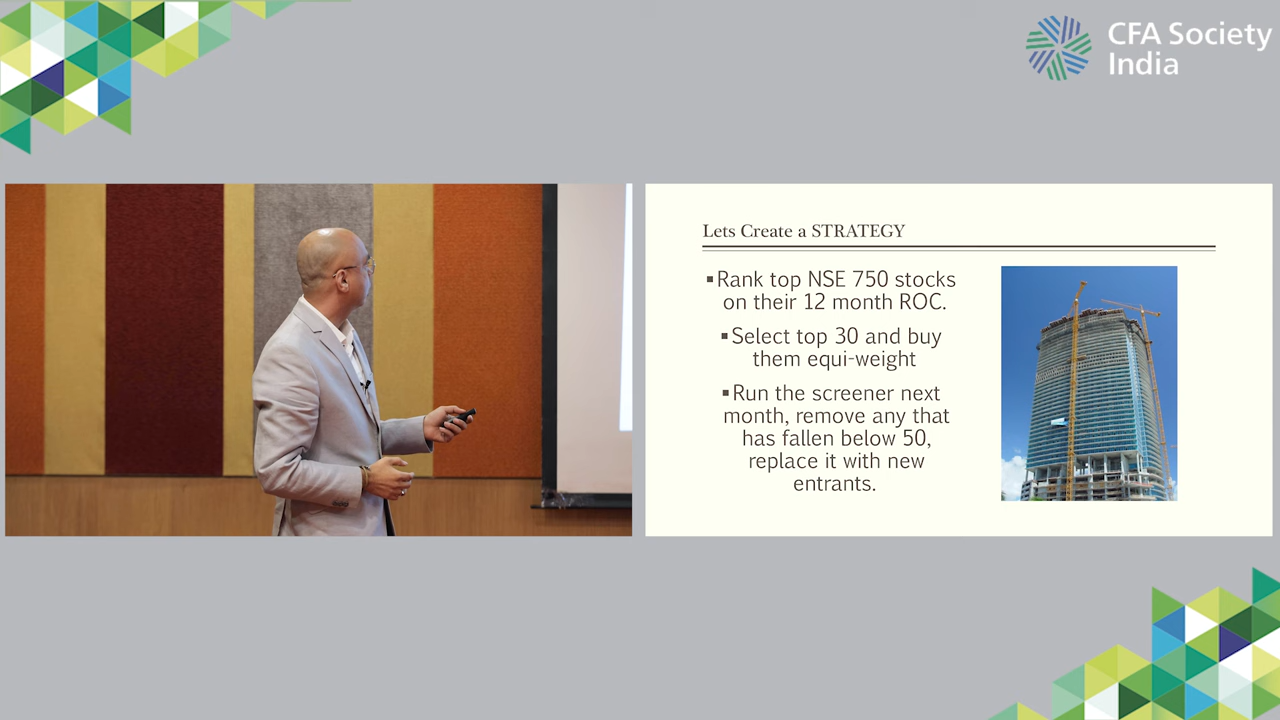 CFA Society
India
Lets Create a STRATEGY
▪Rank top NSE 750 stocks
on their 12 month ROC.
▪Select top 30 and buy
them equi-weight
▪Run the screener next
month, remove any that
has fallen below 50,
replace it with new
entrants.